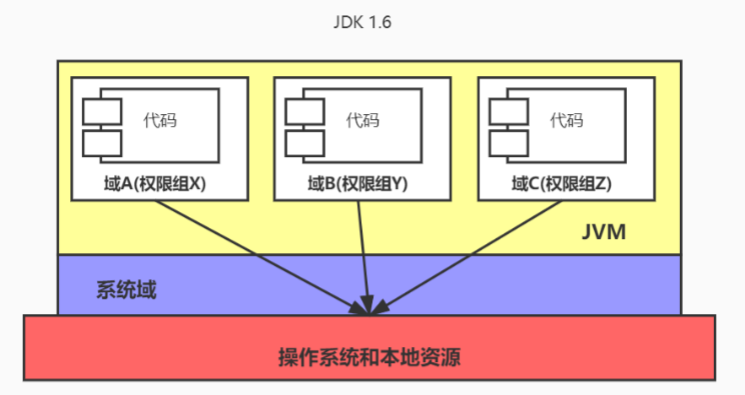 JDK 1.6
代码
代码
代码
域A(权限组X)
域B(权限组Y)
域C(权限组Z)
JVM
系统域
操作系统和本地资源